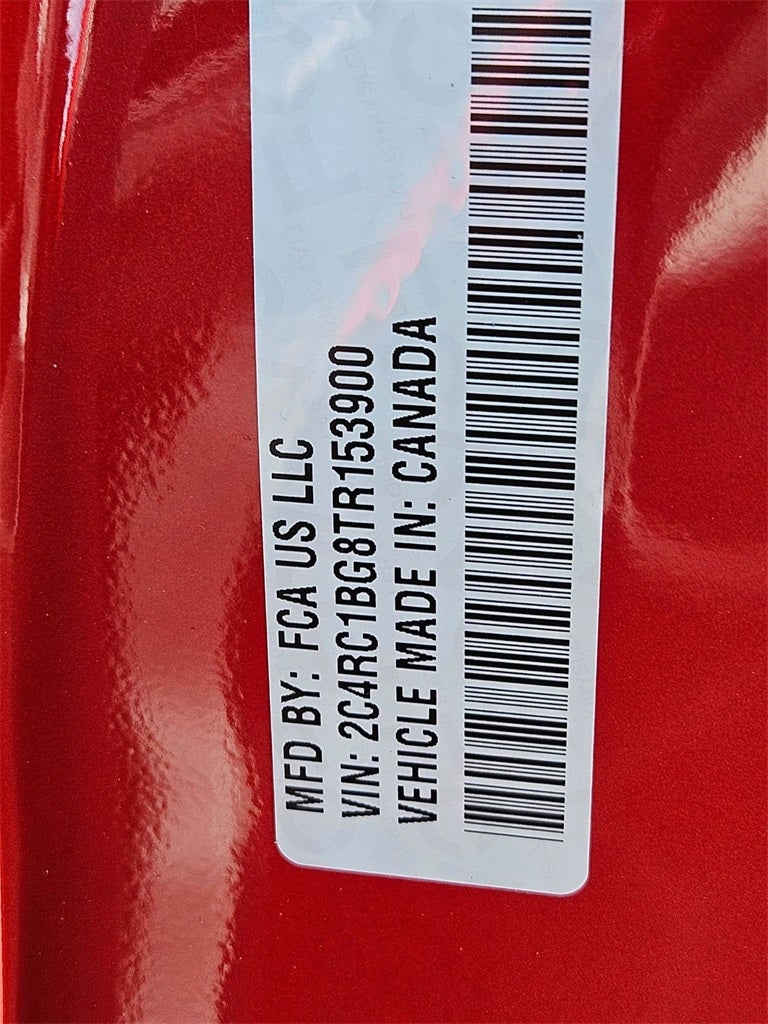 MFD BY: FCA US LLC
VIN: 2C4RC1BG8TR153900
VEHICLE MADE IN: CANADA